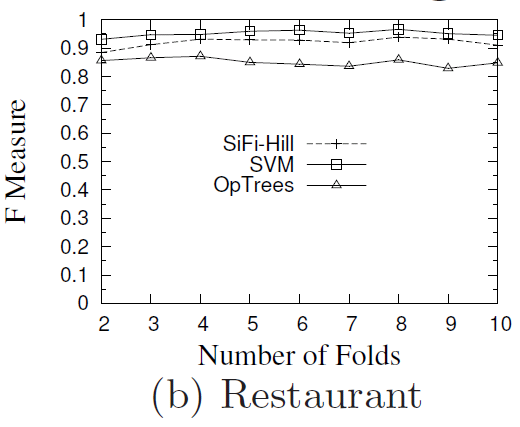 1
0.9
0.8
0.7
0.6
0.5
0.4
0.3
0.2
0.1
0
F Measure
SiFi-Hill
SVM
OpTrees
2 3 4 5 6 7 8 9 10
Number of Folds
(b) Restaurant